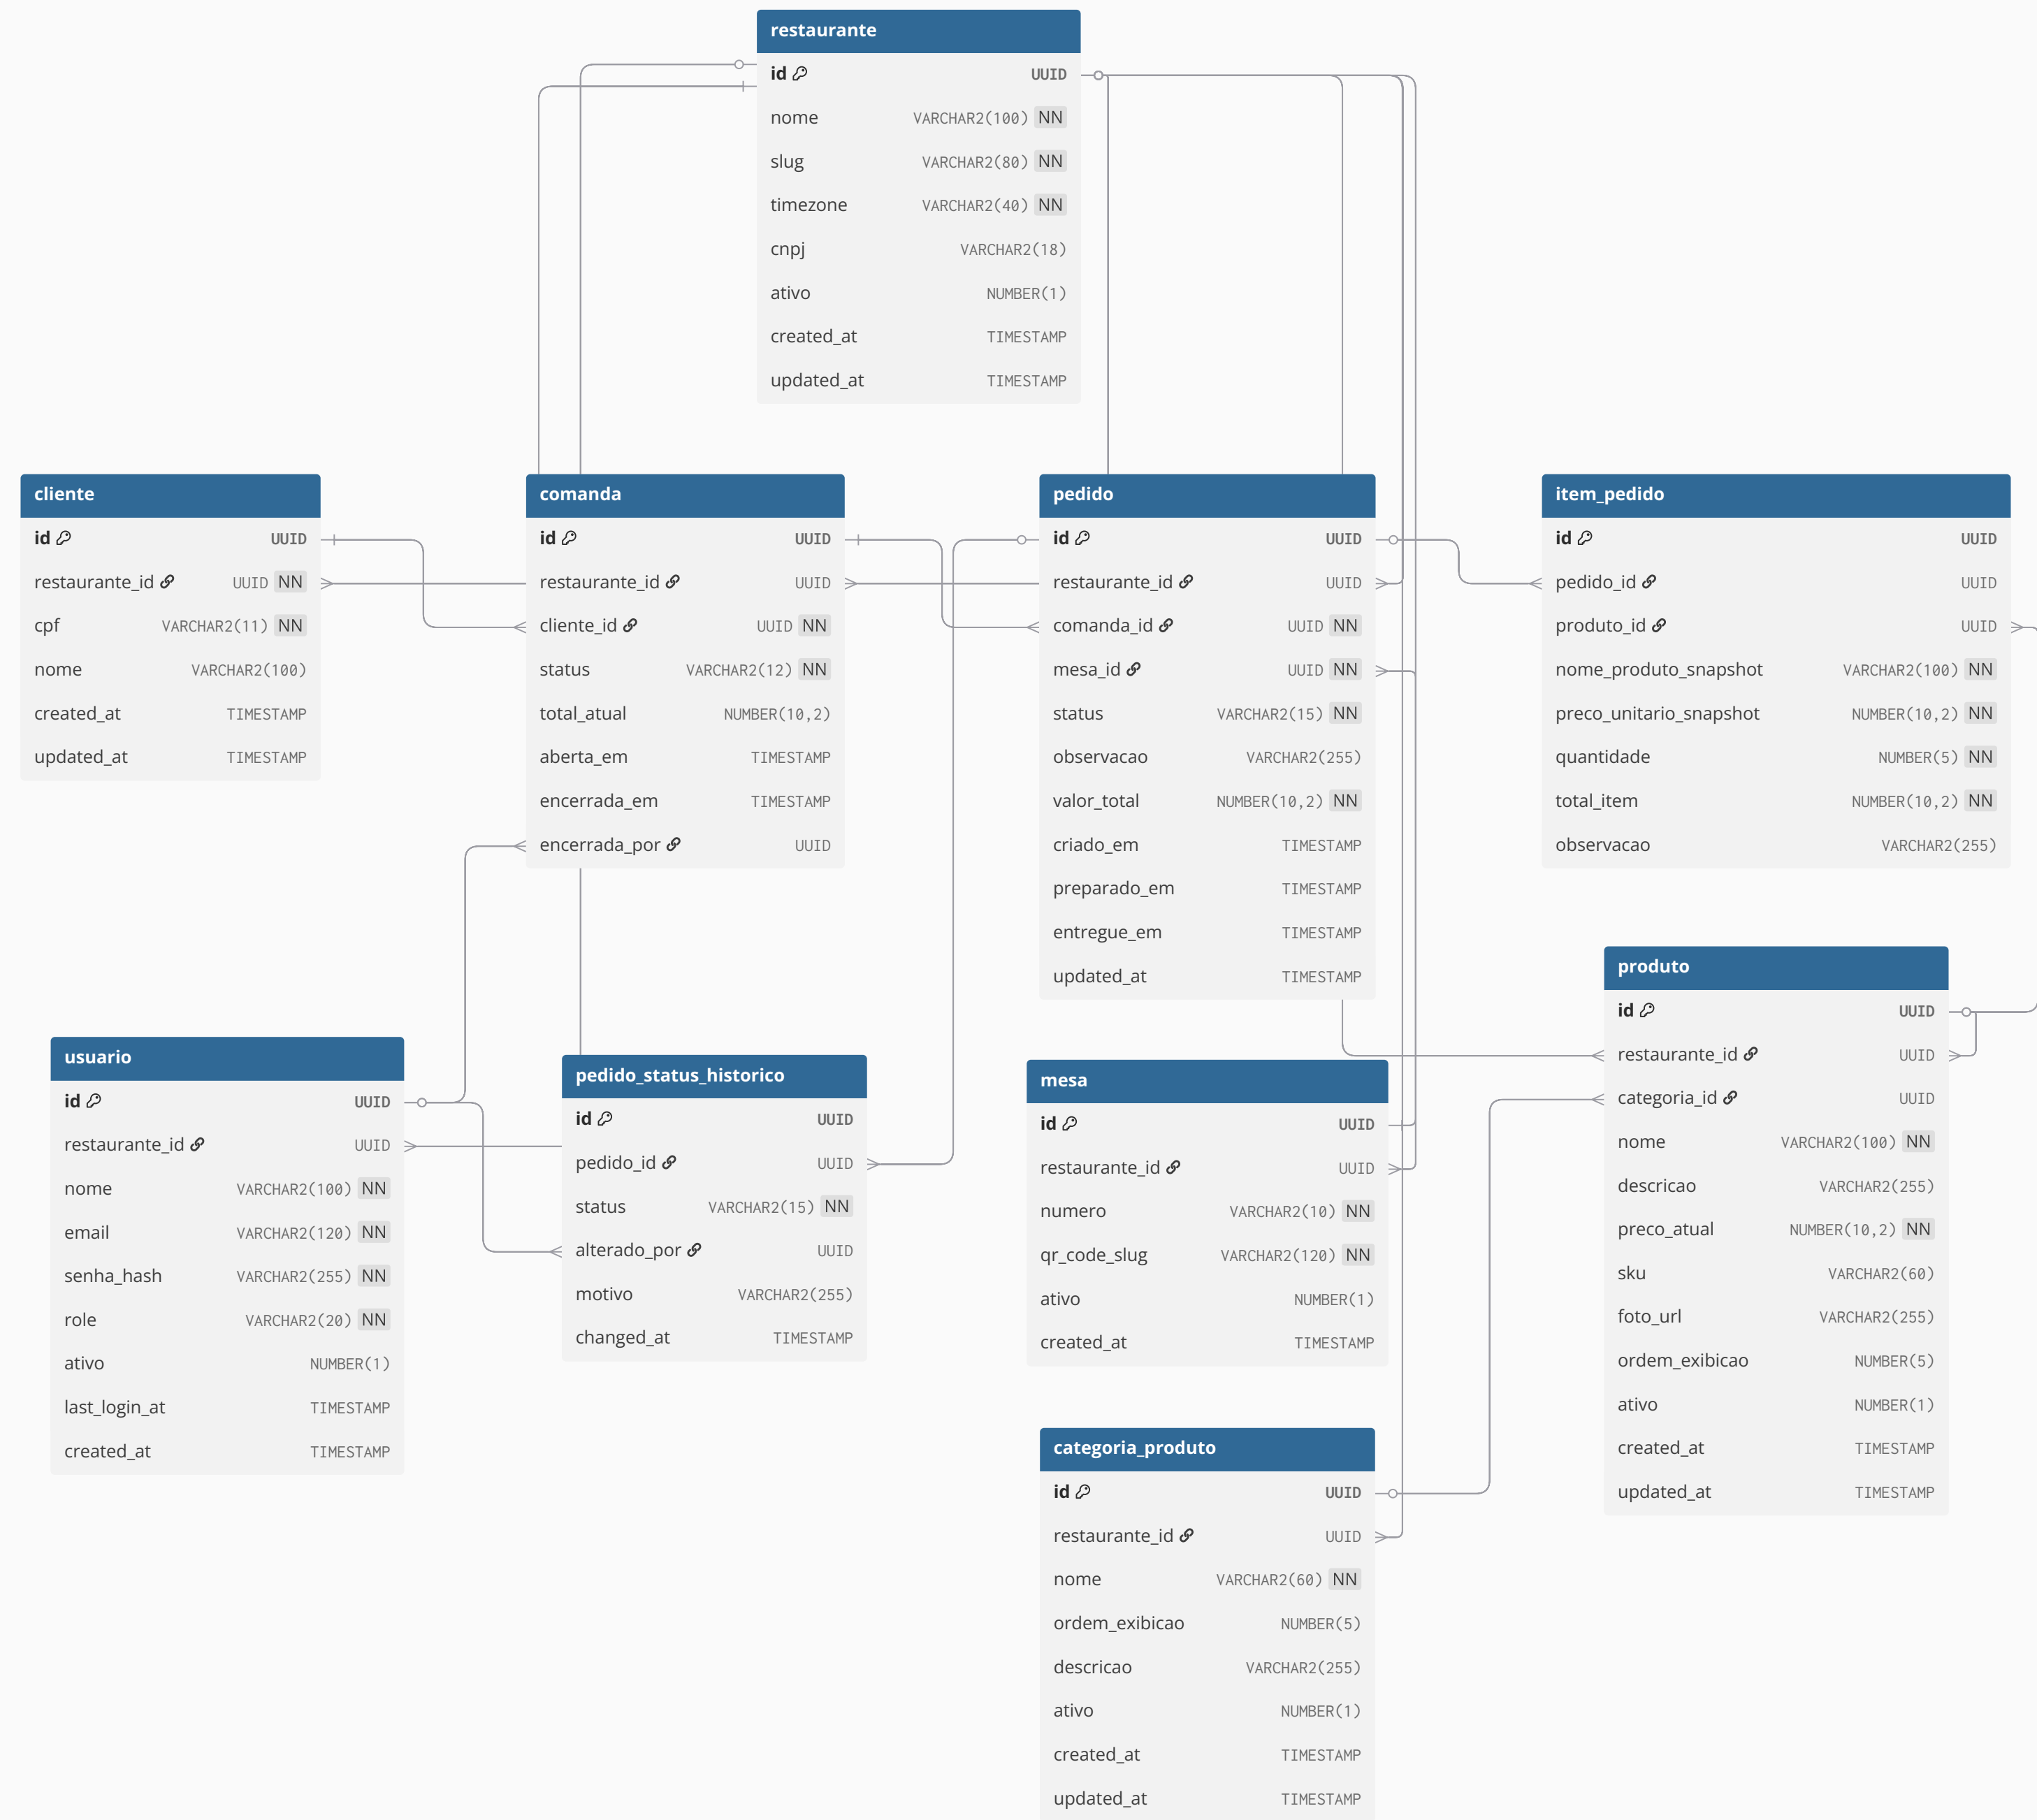 restaurante
id UUID
nome VARCHAR2(100) NN
slug VARCHAR2(80) NN
timezone VARCHAR2(40) NN
cnpj VARCHAR2(18)
ativo NUMBER(1)
created_at TIMESTAMP
updated_at TIMESTAMP
cliente
id UUID
restaurante_id UUID NN
cpf VARCHAR2(11) NN
nome VARCHAR2(100)
created_at TIMESTAMP
updated_at TIMESTAMP
comanda
id UUID
restaurante_id UUID
cliente_id UUID NN
status VARCHAR2(12) NN
total_atual NUMBER(10,2)
aberta_em TIMESTAMP
encerrada_em TIMESTAMP
encerrada_por UUID
pedido
id UUID
restaurante_id UUID
comanda_id UUID NN
mesa_id UUID NN
status VARCHAR2(15) NN
observacao VARCHAR2(255)
valor_total NUMBER(10,2) NN
criado_em TIMESTAMP
preparado_em TIMESTAMP
entregue_em TIMESTAMP
updated_at TIMESTAMP
item_pedido
id UUID
pedido_id UUID
produto_id UUID
nome_produto_snapshot VARCHAR2(100) NN
preco_unitario_snapshot NUMBER(10,2) NN
quantidade NUMBER(5) NN
total_item NUMBER(10,2) NN
observacao VARCHAR2(255)
usuario
id UUID
restaurante_id UUID
nome VARCHAR2(100) NN
email VARCHAR2(120) NN
senha_hash VARCHAR2(255) NN
role VARCHAR2(20) NN
ativo NUMBER(1)
last_login_at TIMESTAMP
created_at TIMESTAMP
pedido_status_historico
id UUID
pedido_id UUID
status VARCHAR2(15) NN
alterado_por UUID
motivo VARCHAR2(255)
changed_at TIMESTAMP
mesa
id UUID
restaurante_id UUID
numero VARCHAR2(10) NN
qr_code_slug VARCHAR2(120) NN
ativo NUMBER(1)
created_at TIMESTAMP
produto
id UUID
restaurante_id UUID
categoria_id UUID
nome VARCHAR2(100) NN
descricao VARCHAR2(255)
preco_atual NUMBER(10,2) NN
sku VARCHAR2(60)
foto_url VARCHAR2(255)
ordem_exibicao NUMBER(5)
ativo NUMBER(1)
created_at TIMESTAMP
updated_at TIMESTAMP
categoria_produto
id UUID
restaurante_id UUID
nome VARCHAR2(60) NN
ordem_exibicao NUMBER(5)
descricao VARCHAR2(255)
ativo NUMBER(1)
created_at TIMESTAMP
updated_at TIMESTAMP